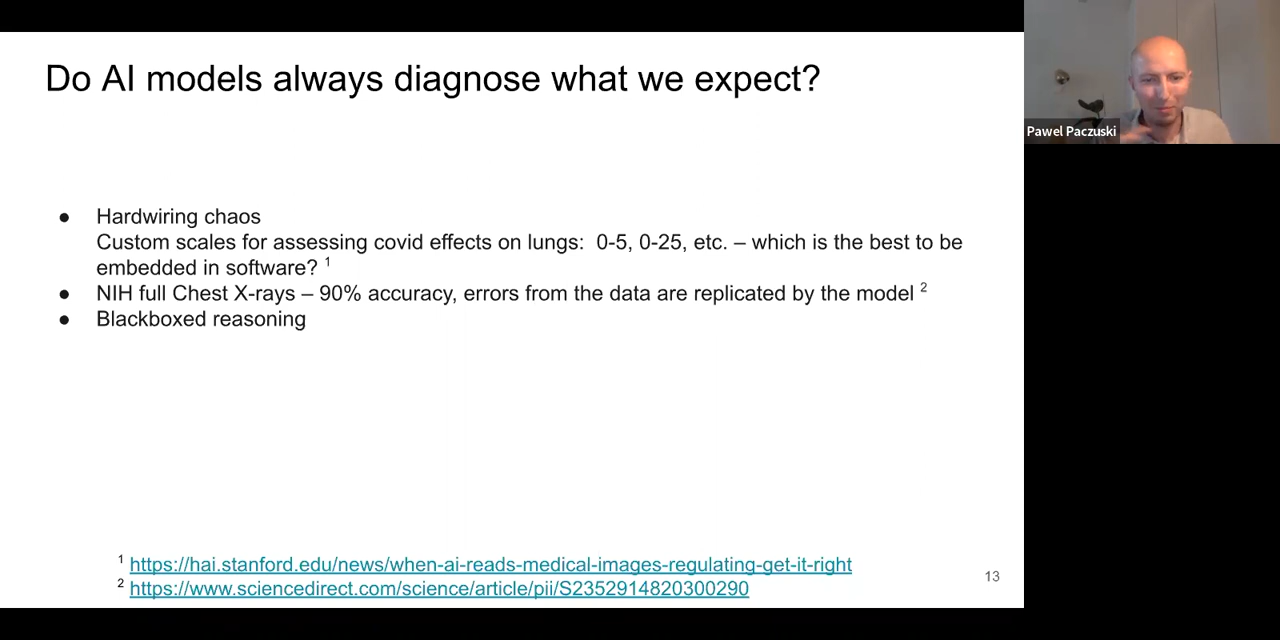 Do AI models always diagnose what we expect?
Pawel Paczuski
● Hardwiring chaos
Custom scales for assessing covid effects on lungs: 0-5, 0-25, etc. – which is the best to be
embedded in software? 1
● NIH full Chest X-rays – 90% accuracy, errors from the data are replicated by the model 2
● Blackboxed reasoning
1 https://hai.stanford.edu/news/when-ai-reads-medical-images-regulating-get-it-right
2 https://www.sciencedirect.com/science/article/pii/S2352914820300290
13